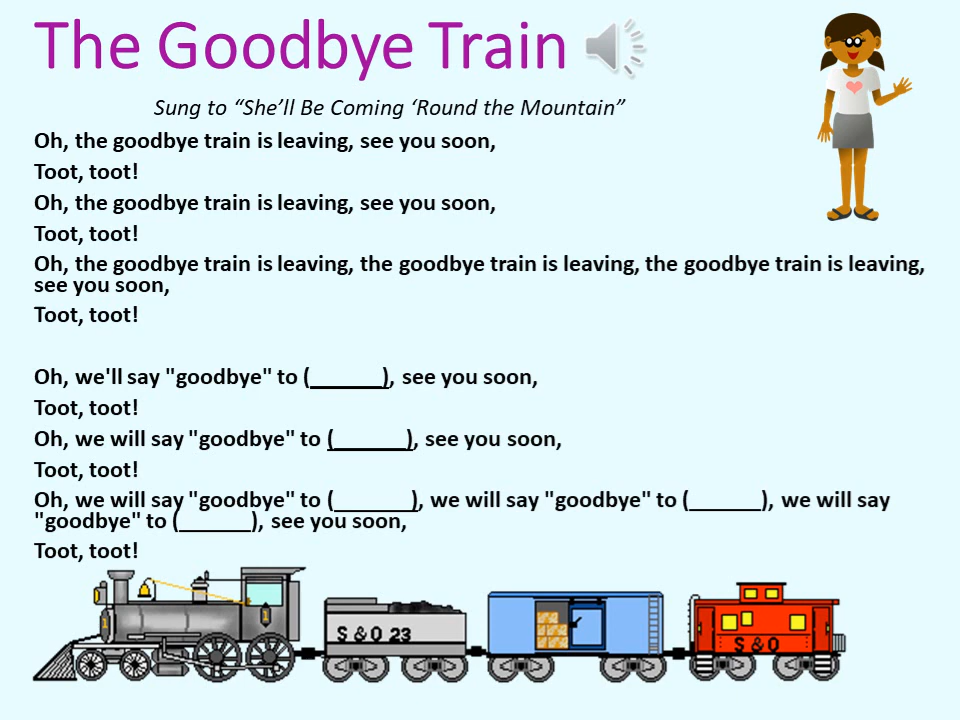 The Goodbye Train
Sung to “She’ll Be Coming ‘Round the Mountain”
Oh, the goodbye train is leaving, see you soon,
Toot, toot!
Oh, the goodbye train is leaving, see you soon,
Toot, toot!
Oh, the goodbye train is leaving, the goodbye train is leaving, the goodbye train is leaving,
see you soon,
Toot, toot!
Oh, we'll say "goodbye" to (______), see you soon,
Toot, toot!
Oh, we will say "goodbye" to (______), see you soon,
Toot, toot!
Oh, we will say "goodbye" to (_______), we will say "goodbye" to (______), we will say
"goodbye" to (______), see you soon,
Toot, toot!
S & O 23
S & O